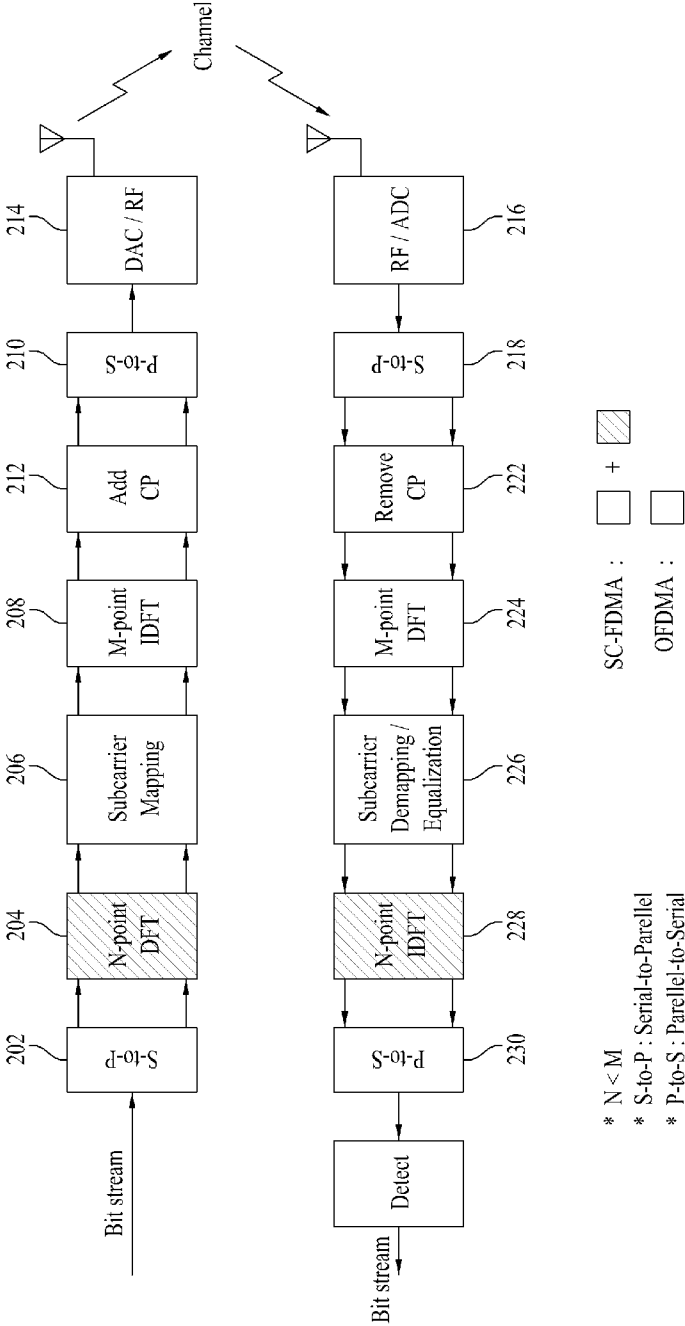 202
204
206
208
212
210
214
Bit stream
S-to-P
N-point
DFT
Subcarrier
Mapping
M-point
IDFT
Add
CP
P-to-S
DAC / RF
Channel
Bit stream
Detect
P-to-S
N-point
IDFT
Subcarrier
Demapping /
Equalization
M-point
DFT
Remove
CP
S-to-P
RF / ADC
230
228
226
224
222
218
216
* N < M
* S-to-P : Serial-to-Parellel
* P-to-S : Parellel-to-Serial
SC-FDMA : +
OFDMA :